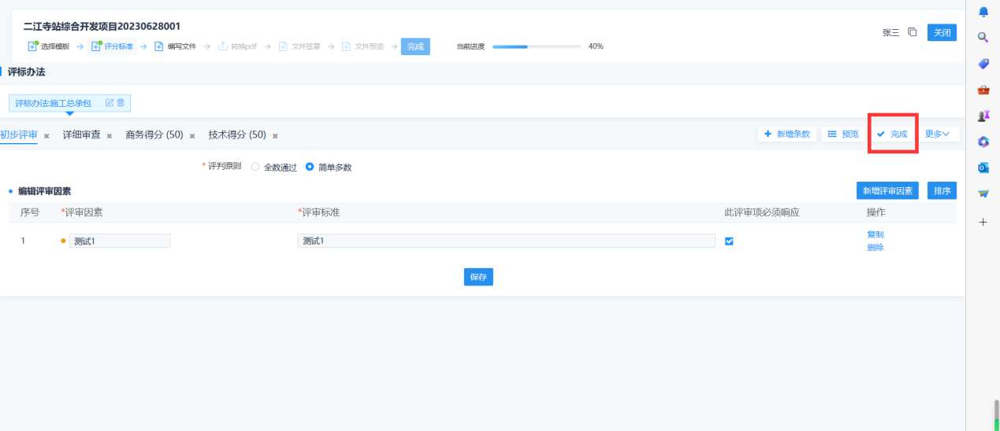 二江寺站综合开发项目20230628001
选择模板 评分标准 编写文件 转换pdf 文件签章 文件预览 完成 当前进度 40% 张三 关闭
评标办法
评标办法:施工总承包
初步评审 详细审查 商务得分 (50) 技术得分 (50) 新增条款 预览 完成 更多
* 评判原则 全数通过 简单多数
编辑评审因素 新增评审因素 排序
序号 *评审因素 *评审标准 此评审项必须响应 操作
1 测试1 测试1 复制
删除
保存